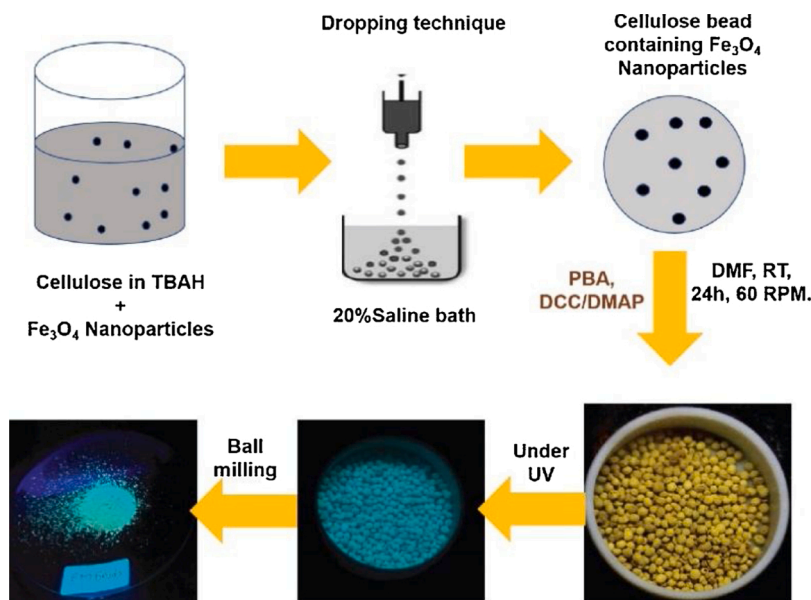 Dropping technique
Cellulose bead
containing Fe₃O₄
Nanoparticles
Cellulose in TBAH
+
Fe₃O₄ Nanoparticles
20%Saline bath
PBA,
DCC/DMAP
DMF, RT,
24h, 60 RPM.
Ball
milling
Under
UV